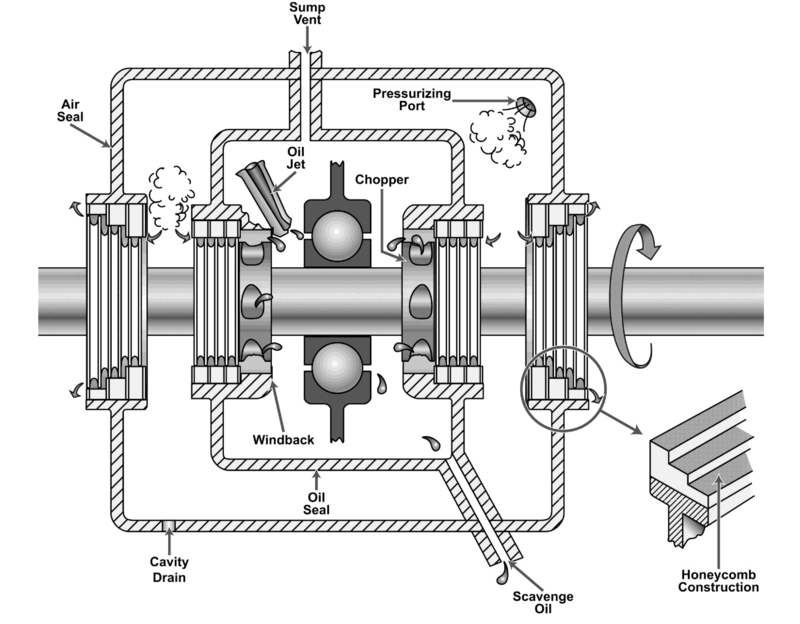 Sump
Vent
Pressurizing
Port
Air
Seal
Oil
Jet
Chopper
Windback
Oil
Seal
Cavity
Drain
Scavenge
Oil
Honeycomb
Construction